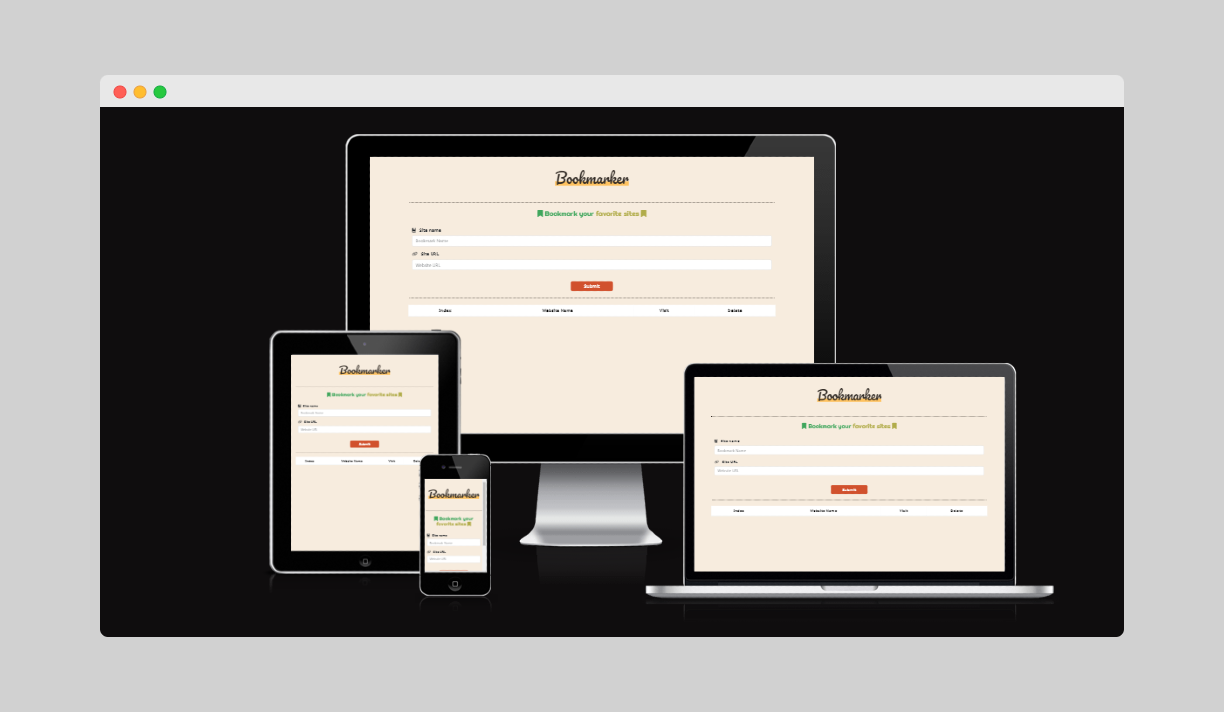 Bookmarker
Bookmark your favorite sites
Site name
Bookmark Name
Site URL
Website URL
Submit
Index Website Name Visit Delete
Bookmarker
Bookmark your favorite sites
Site name
Bookmark Name
Site URL
Website URL
Submit
Index Website Name Visit
Bookmarker
Bookmark your
favorite sites
Site name
Bookmark Name
Site URL
Website URL
Bookmarker
Bookmark your favorite sites
Site name
Bookmark Name
Site URL
Website URL
Submit
Index Website Name Visit Delete